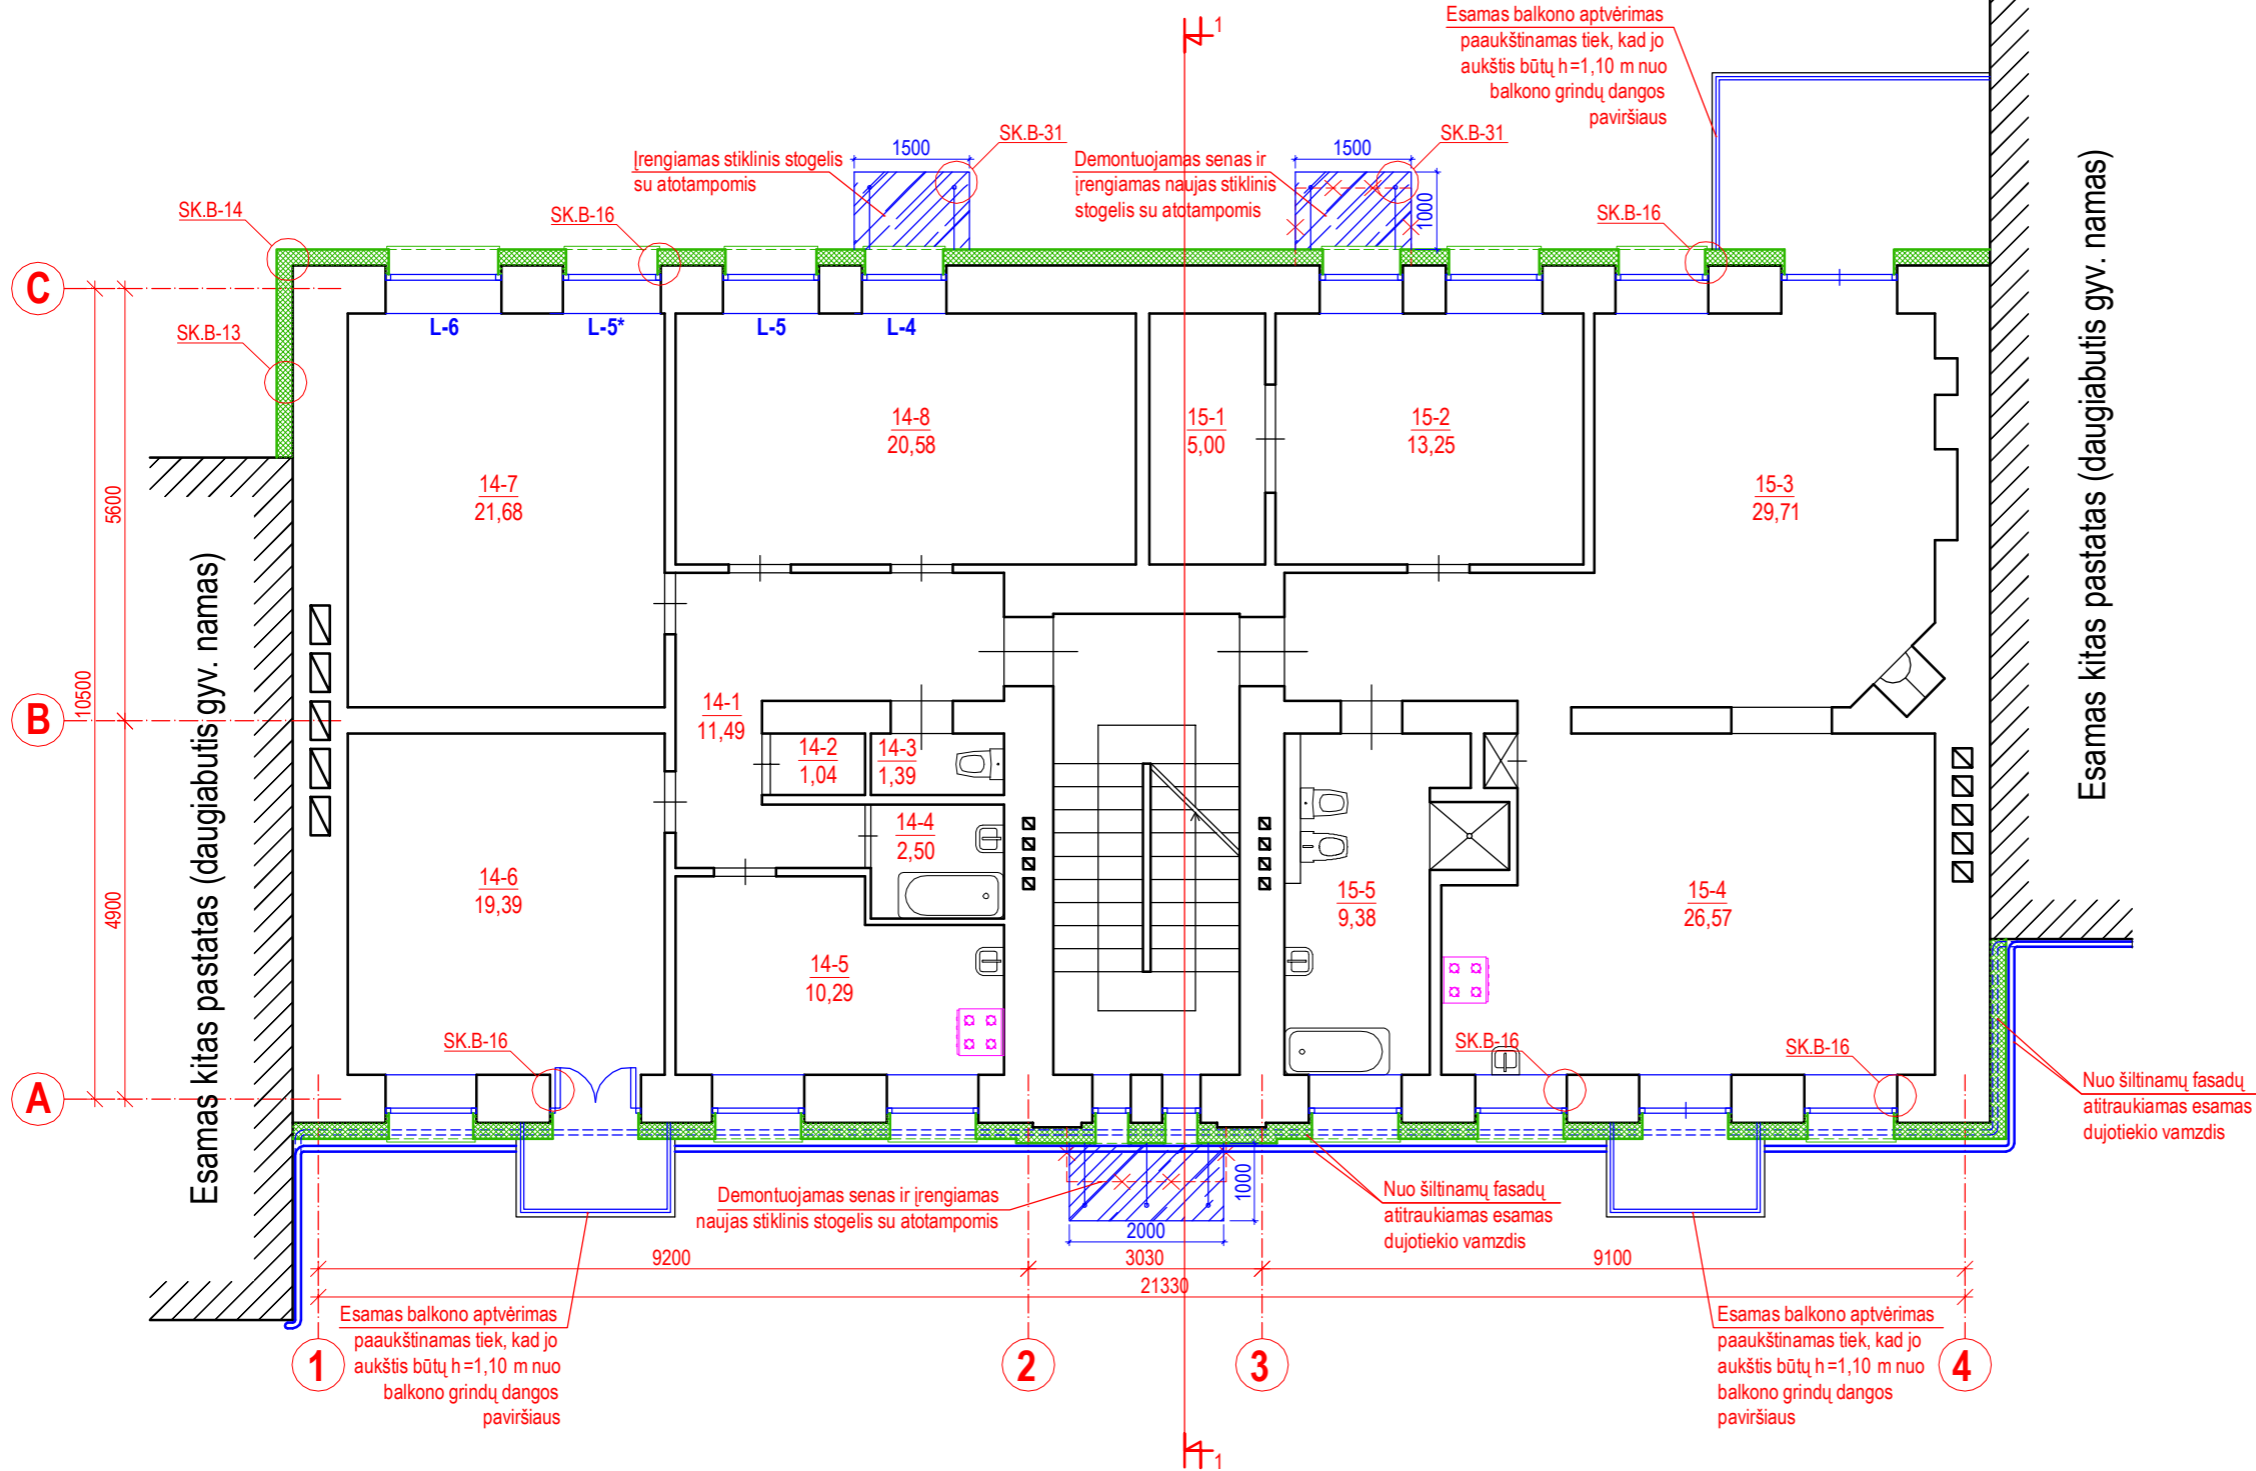 1
Esamas balkono aptvėrimas
paaukštinamas tiek, kad jo
aukštis būtų h=1,10 m nuo
balkono grindų dangos
paviršiaus
SK.B-31
1500
Įrengiamas stiklinis stogelis
su atotampomis
SK.B-31
1500
1000
Demontuojamas senas ir
įrengiamas naujas stiklinis
stogelis su atotampomis
SK.B-14
SK.B-16
SK.B-16
SK.B-13
C
B
A
5600
10500
4900
L-6
L-5*
L-5
L-4
14-7
21,68
14-8
20,58
15-1
5,00
15-2
13,25
15-3
29,71
Esamas kitas pastatas (daugiabutis gyv. namas)
Esamas kitas pastatas (daugiabutis gyv. namas)
14-1
11,49
14-2
1,04
14-3
1,39
14-4
2,50
14-6
19,39
14-5
10,29
15-5
9,38
15-4
26,57
SK.B-16
SK.B-16
SK.B-16
Nuo šiltinamų fasadų
atitraukiamas esamas
dujotiekio vamzdis
Demontuojamas senas ir įrengiamas
naujas stiklinis stogelis su atotampomis
1000
2000
Nuo šiltinamų fasadų
atitraukiamas esamas
dujotiekio vamzdis
9200
3030
9100
21330
Esamas balkono aptvėrimas
paaukštinamas tiek, kad jo
aukštis būtų h=1,10 m nuo
balkono grindų dangos
paviršiaus
Esamas balkono aptvėrimas
paaukštinamas tiek, kad jo
aukštis būtų h=1,10 m nuo
balkono grindų dangos
paviršiaus
1
2
3
4
1